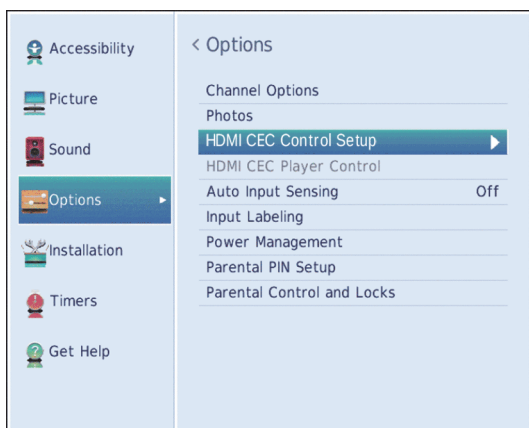 Accessibility
Picture
Sound
Options
Installation
Timers
Get Help
< Options
Channel Options
Photos
HDMI CEC Control Setup
HDMI CEC Player Control
Auto Input Sensing Off
Input Labeling
Power Management
Parental PIN Setup
Parental Control and Locks